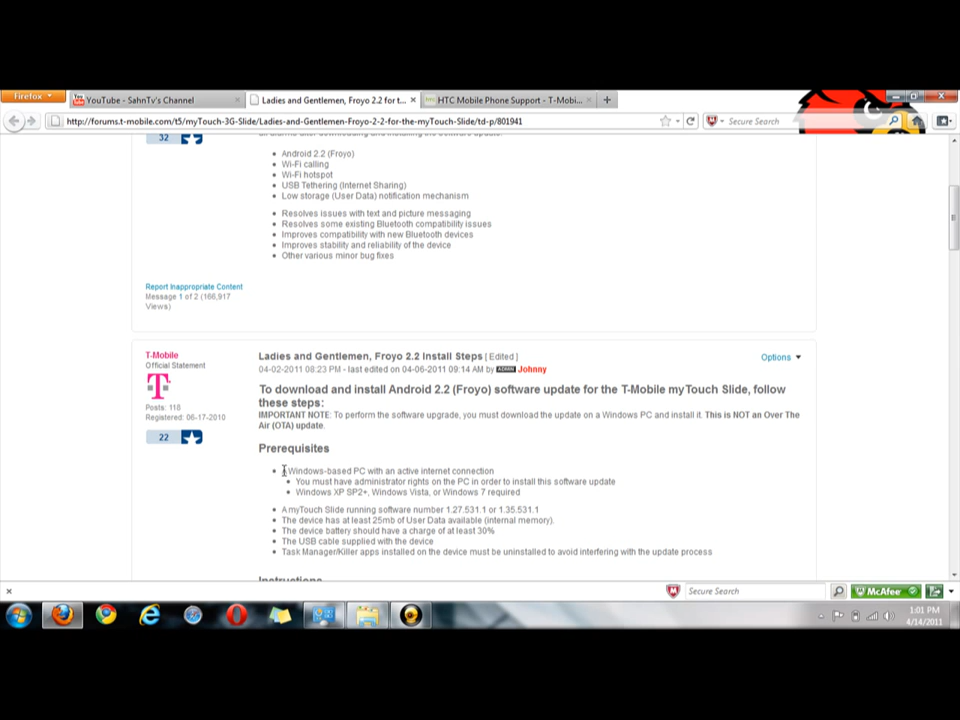 Firefox
YouTube - SahnTv's Channel
Ladies and Gentlemen, Froyo 2.2 for t...
HTC Mobile Phone Support - T-Mobi...
http://forums.t-mobile.com/t5/myTouch-3G-Slide/Ladies-and-Gentlemen-Froyo-2-2-for-the-myTouch-Slide/td-p/801941
Secure Search
32
Android 2.2 (Froyo)
Wi-Fi calling
Wi-Fi hotspot
USB Tethering (Internet Sharing)
Low storage (User Data) notification mechanism
Resolves issues with text and picture messaging
Resolves some existing Bluetooth compatibility issues
Improves compatibility with new Bluetooth devices
Improves stability and reliability of the device
Other various minor bug fixes
Report Inappropriate Content
Message 1 of 2 (166,917
Views)
T-Mobile
Official Statement
Posts: 118
Registered: 06-17-2010
22
Ladies and Gentlemen, Froyo 2.2 Install Steps [ Edited ]
Options
04-02-2011 08:23 PM - last edited on 04-06-2011 09:14 AM by Johnny
To download and install Android 2.2 (Froyo) software update for the T-Mobile myTouch Slide, follow
these steps:
IMPORTANT NOTE: To perform the software upgrade, you must download the update on a Windows PC and install it. This is NOT an Over The
Air (OTA) update.
Prerequisites
Windows-based PC with an active internet connection
You must have administrator rights on the PC in order to install this software update
Windows XP SP2+, Windows Vista, or Windows 7 required
A myTouch Slide running software number 1.27.531.1 or 1.35.531.1
The device has at least 25mb of User Data available (internal memory).
The device battery should have a charge of at least 30%
The USB cable supplied with the device
Task Manager/Killer apps installed on the device must be uninstalled to avoid interfering with the update process
Instructions
Secure Search
McAfee
1:01 PM
4/14/2011